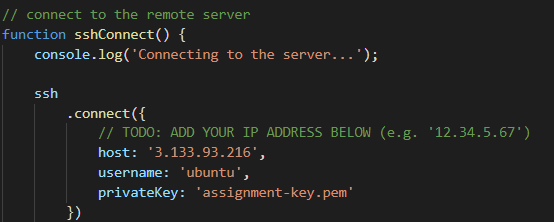 // connect to the remote server
function sshConnect() {
console.log('Connecting to the server...');
ssh
.connect({
// TODO: ADD YOUR IP ADDRESS BELOW (e.g. '12.34.5.67')
host: '3.133.93.216',
username: 'ubuntu',
privateKey: 'assignment-key.pem'
})